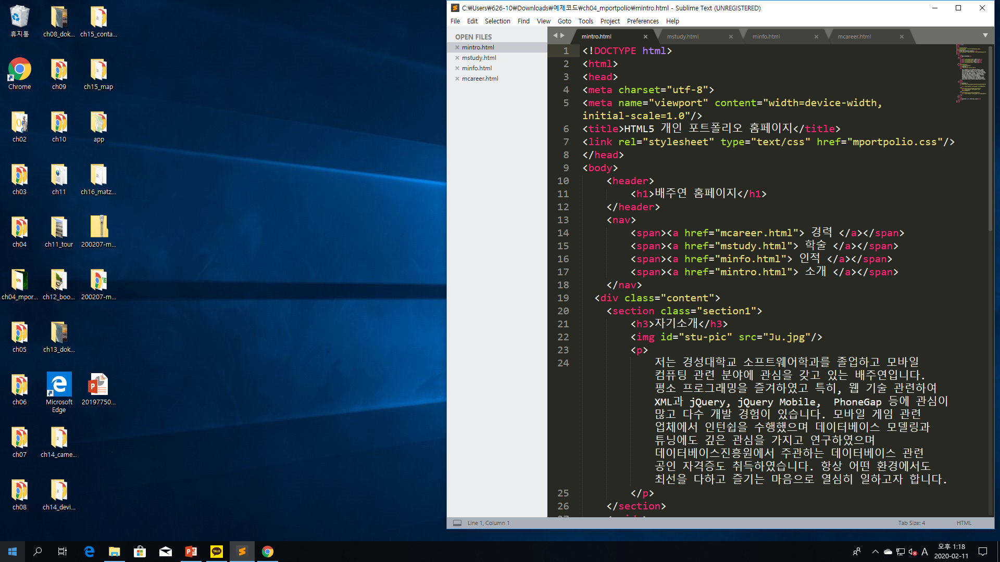 휴지통
ch08_dok...
ch15_conta...
Chrome
ch09
ch15_map
ch02
ch10
app
ch03
ch11
ch16_matz...
ch04
ch11_tour
200207-m...
ch04_mpor...
ch12_boo...
200207-m...
ch05
ch13_dok...
ch06
Microsoft
Edge
20197750...
ch07
ch14_came...
ch08
ch14_devi...
C:\Users\626-10\Downloads\예제코드\ch04_mportpolio\mintro.html - Sublime Text (UNREGISTERED)
File Edit Selection Find View Goto Tools Project Preferences Help
OPEN FILES
mintro.html
mstudy.html
minfo.html
mcareer.html
mintro.html mstudy.html minfo.html mcareer.html
1 <!DOCTYPE html>
2 <html>
3 <head>
4 <meta charset="utf-8">
5 <meta name="viewport" content="width=device-width,
initial-scale=1.0"/>
6 <title>HTML5 개인 포트폴리오 홈페이지</title>
7 <link rel="stylesheet" type="text/css" href="mportpolio.css"/>
8 </head>
9 <body>
10 <header>
11 <h1>배주연 홈페이지</h1>
12 </header>
13 <nav>
14 <span><a href="mcareer.html"> 경력 </a></span>
15 <span><a href="mstudy.html"> 학술 </a></span>
16 <span><a href="minfo.html"> 인적 </a></span>
17 <span><a href="mintro.html"> 소개 </a></span>
18 </nav>
19 <div class="content">
20 <section class="section1">
21 <h3>자기소개</h3>
22 <img id="stu-pic" src="Ju.jpg"/>
23 <p>
24 저는 경성대학교 소프트웨어학과를 졸업하고 모바일
컴퓨팅 관련 분야에 관심을 갖고 있는 배주연입니다.
평소 프로그래밍을 즐겨하였고 특히, 웹 기술 관련하여
XML과 jQuery, jQuery Mobile,  PhoneGap 등에 관심이
많고 다수 개발 경험이 있습니다. 모바일 게임 관련
업체에서 인턴쉽을 수행했으며 데이터베이스 모델링과
튜닝에도 깊은 관심을 가지고 연구하였으며
데이터베이스진흥원에서 주관하는 데이터베이스 관련
공인 자격증도 취득하였습니다. 항상 어떤 환경에서도
최선을 다하고 즐기는 마음으로 열심히 일하고자 합니다.
25 </p>
26 </section>
Line 1, Column 1
Tab Size: 4
HTML
TALK
A
오후 1:18
2020-02-11